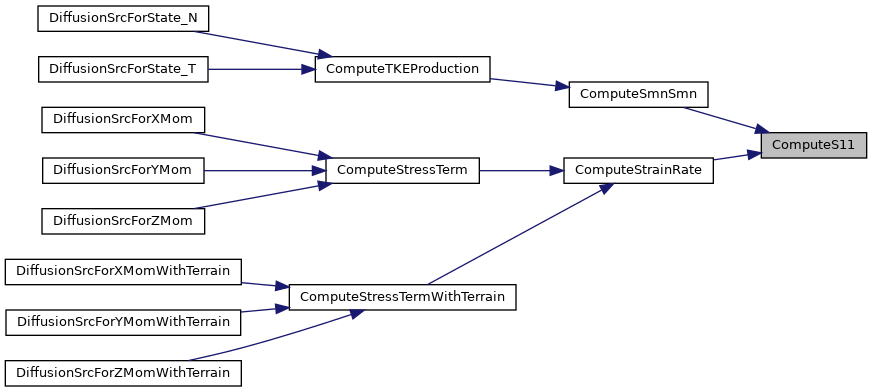 DiffusionSrcForState_N
DiffusionSrcForState_T
ComputeTKEProduction
ComputeSmnSmn
DiffusionSrcForXMom
ComputeS11
DiffusionSrcForYMom
ComputeStressTerm
ComputeStrainRate
DiffusionSrcForZMom
DiffusionSrcForXMomWithTerrain
ComputeStressTermWithTerrain
DiffusionSrcForYMomWithTerrain
DiffusionSrcForZMomWithTerrain